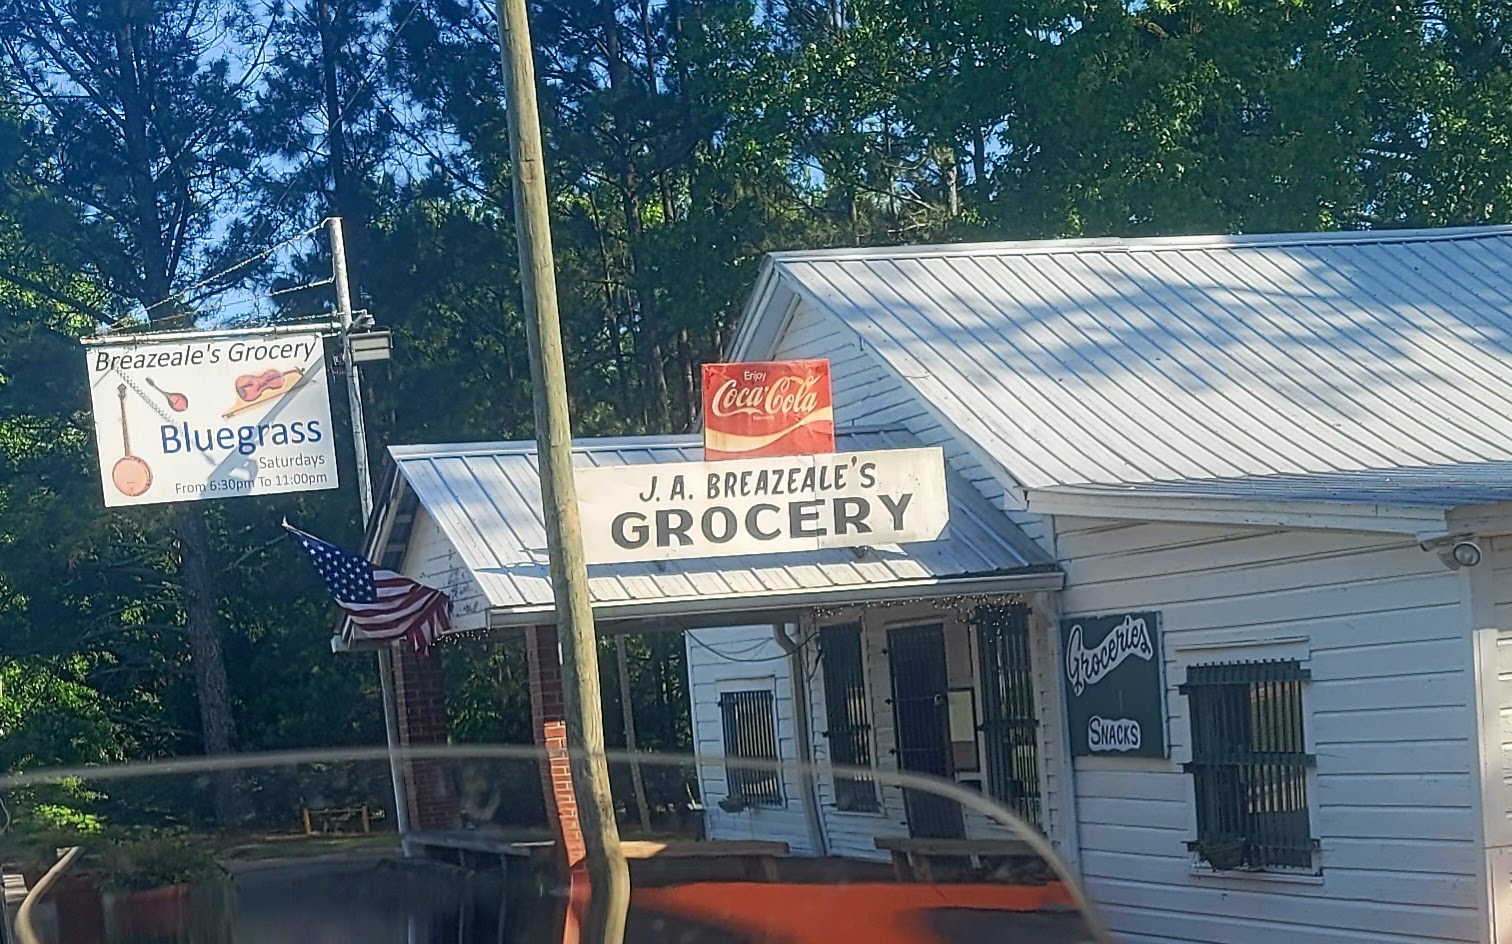 Breazeale's Grocery
Bluegrass
Saturdays
From 6:30pm To 11:00pm
Enjoy
Coca-Cola
J. A. BREAZEALE'S
GROCERY
Groceries
SNACKS